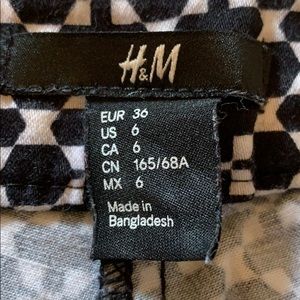 H&M
EUR 36
US 6
CA 6
CN 165/68A
MX 6
Made in
Bangladesh